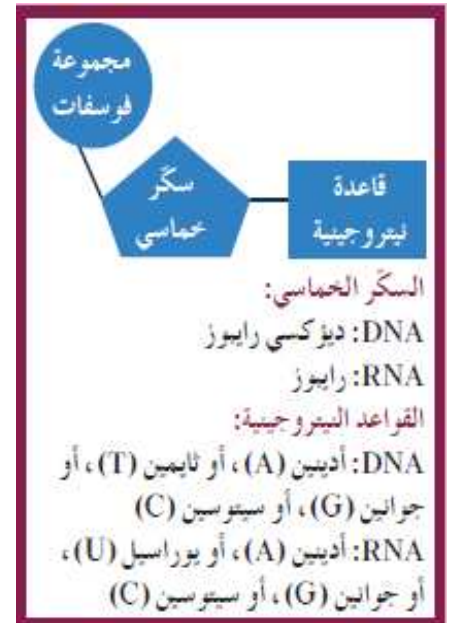 مجموعة
فوسفات
سكّر
خماسي
قاعدة
نيتروجينية
السكّر الخماسي:
DNA: ديؤكسي رايبوز
RNA: رايبوز
القواعد النيتروجينية:
DNA: أدينين (A)، أو ثايمين (T)، أو
جوانين (G)، أو سيتوسين (C)
RNA: أدينين (A)، أو يوراسيل (U)،
أو جوانين (G)، أو سيتوسين (C)